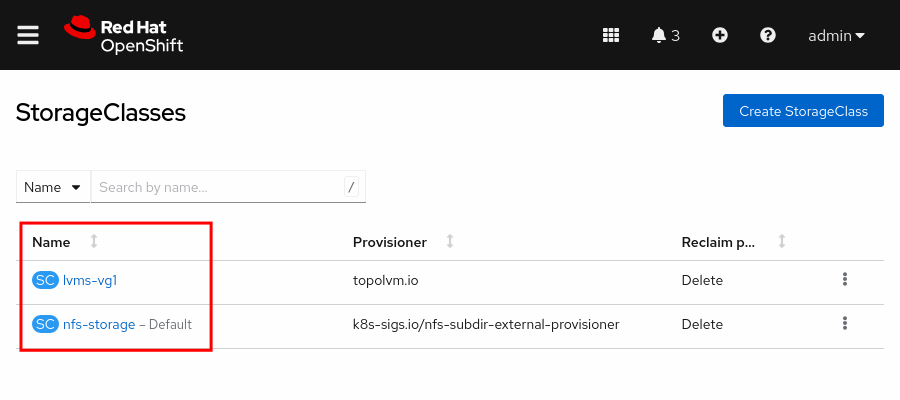 Red Hat
OpenShift
3
admin
StorageClasses
Create StorageClass
Name
Search by name...
/
Name Provisioner Reclaim p...
SC lvms-vg1 topolvm.io Delete
SC nfs-storage – Default k8s-sigs.io/nfs-subdir-external-provisioner Delete